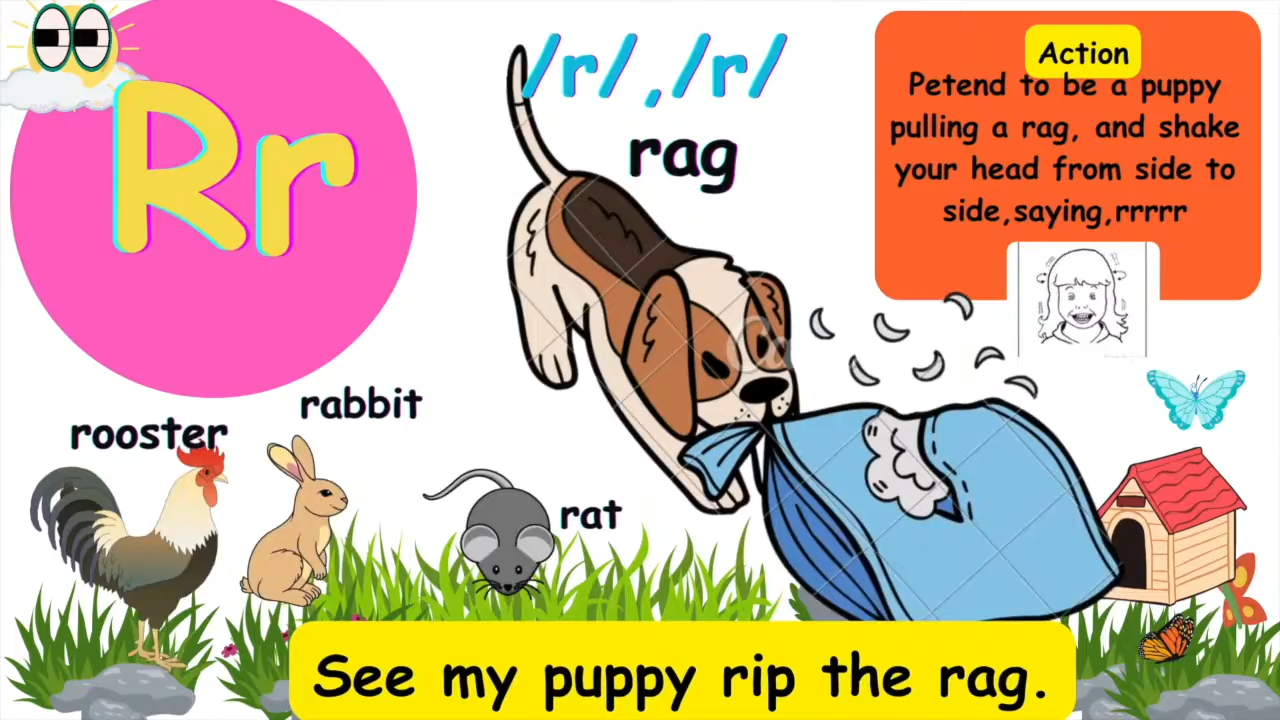 Rr
/r/,/r/
rag
Action
Petend to be a puppy
pulling a rag, and shake
your head from side to
side,saying,rrrrr
rabbit
rooster
rat
See my puppy rip the rag.